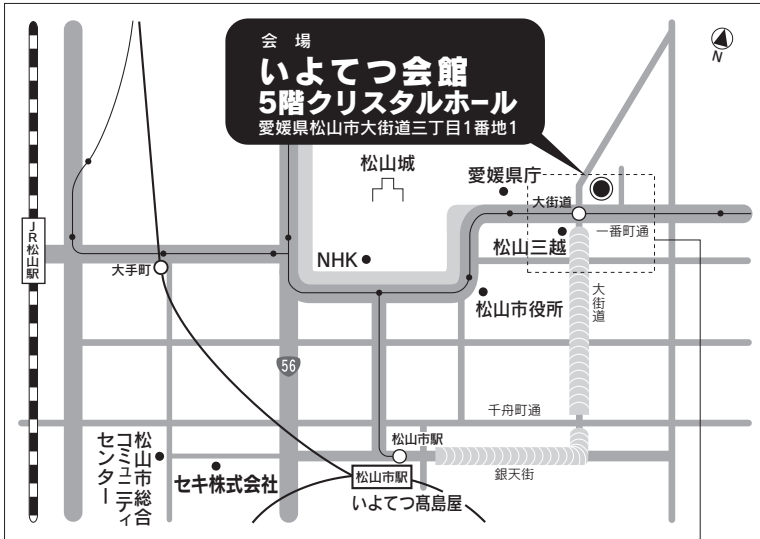 会 場
いよてつ会館
5階クリスタルホール
愛媛県松山市大街道三丁目1番地1
N
松山城
愛媛県庁
大街道
一番町通
松山三越
JR松山駅
大手町
NHK
松山市役所
大街道
56
千舟町通
松山市駅
銀天街
松山市総合
コミュニティ
センター
セキ株式会社
松山市駅
いよてつ髙島屋